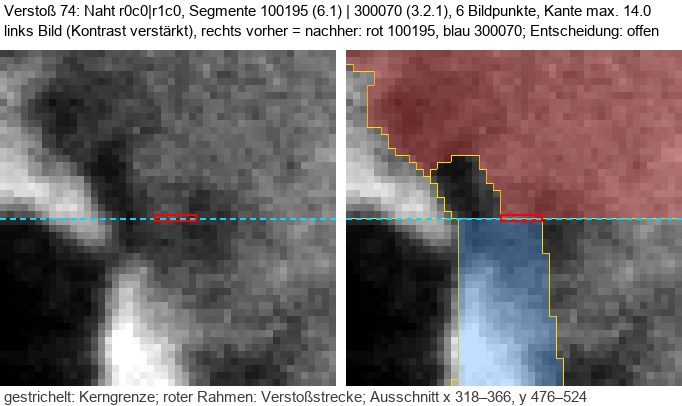 Verstoß 74: Naht r0c0|r1c0, Segmente 100195 (6.1) | 300070 (3.2.1), 6 Bildpunkte, Kante max. 14.0
links Bild (Kontrast verstärkt), rechts vorher = nachher: rot 100195, blau 300070; Entscheidung: offen
gestrichelt: Kerngrenze; roter Rahmen: Verstoßstrecke; Ausschnitt x 318–366, y 476–524